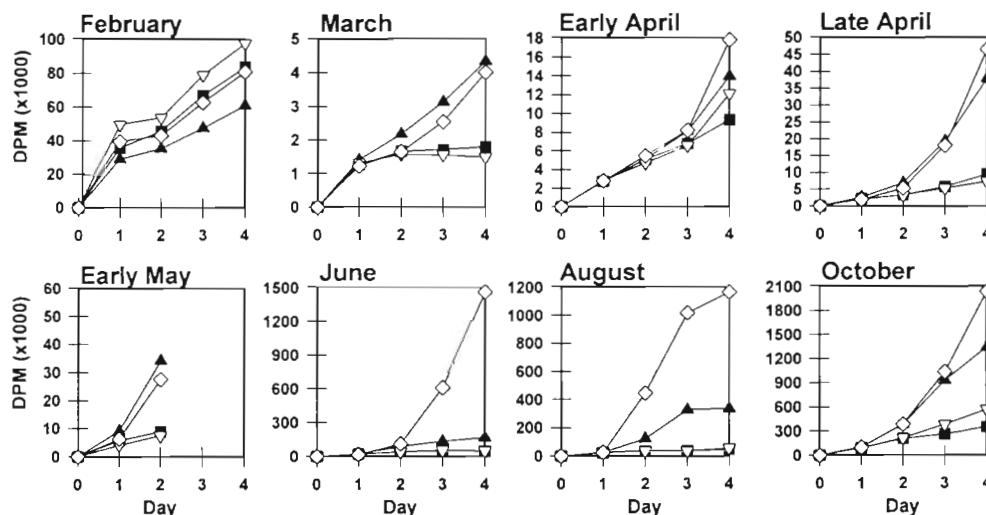 February
March
Early April
Late April
DPM (x1000)
100
80
60
40
20
0
0 1 2 3 4
5
4
3
2
1
0
0 1 2 3 4
18
16
14
12
10
8
6
4
2
0
0 1 2 3 4
50
45
40
35
30
25
20
15
10
5
0
0 1 2 3 4
Early May
June
August
October
DPM (x1000)
60
50
40
30
20
10
0
0 1 2 3 4
Day
1500
1200
900
600
300
0
0 1 2 3 4
Day
1200
1000
800
600
400
200
0
0 1 2 3 4
Day
2100
1800
1500
1200
900
600
300
0
0 1 2 3 4
Day